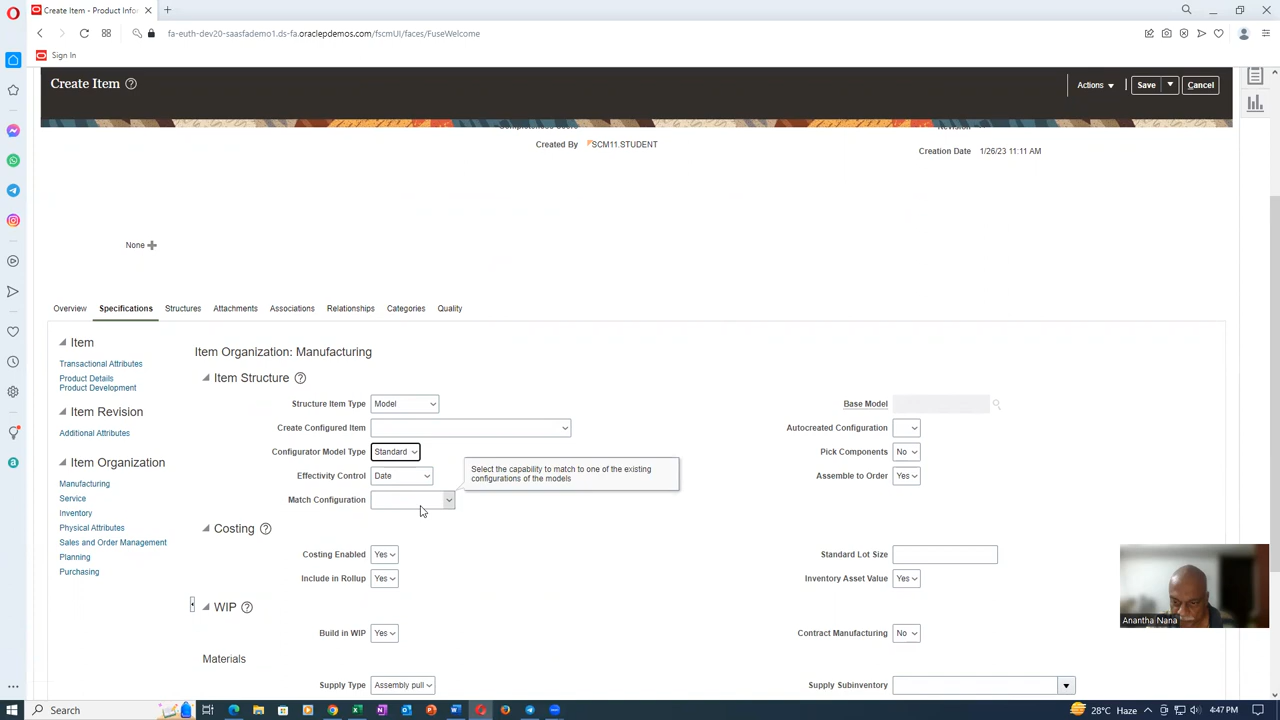 Create Item - Product Infor
fa-euth-dev20-saasfademo1.ds-fa.oraclepdemos.com/fscmUI/faces/FuseWelcome
Sign In
Create Item
Actions
Save
Cancel
Created By
SCM11.STUDENT
Revision
Creation Date
1/26/23 11:11 AM
None
Overview
Specifications
Structures
Attachments
Associations
Relationships
Categories
Quality
Item
Transactional Attributes
Product Details
Product Development
Item Revision
Additional Attributes
Item Organization
Manufacturing
Service
Inventory
Physical Attributes
Sales and Order Management
Planning
Purchasing
Item Organization: Manufacturing
Item Structure
Structure Item Type
Model
Base Model
Create Configured Item
Autocreated Configuration
Configurator Model Type
Standard
Pick Components
No
Effectivity Control
Date
Assemble to Order
Yes
Select the capability to match to one of the existing
configurations of the models
Match Configuration
Costing
Costing Enabled
Yes
Standard Lot Size
Include in Rollup
Yes
Inventory Asset Value
Yes
WIP
Build in WIP
Yes
Contract Manufacturing
No
Materials
Supply Type
Assembly pull
Supply Subinventory
Anantha Nana
Search
28°C Haze
4:47 PM